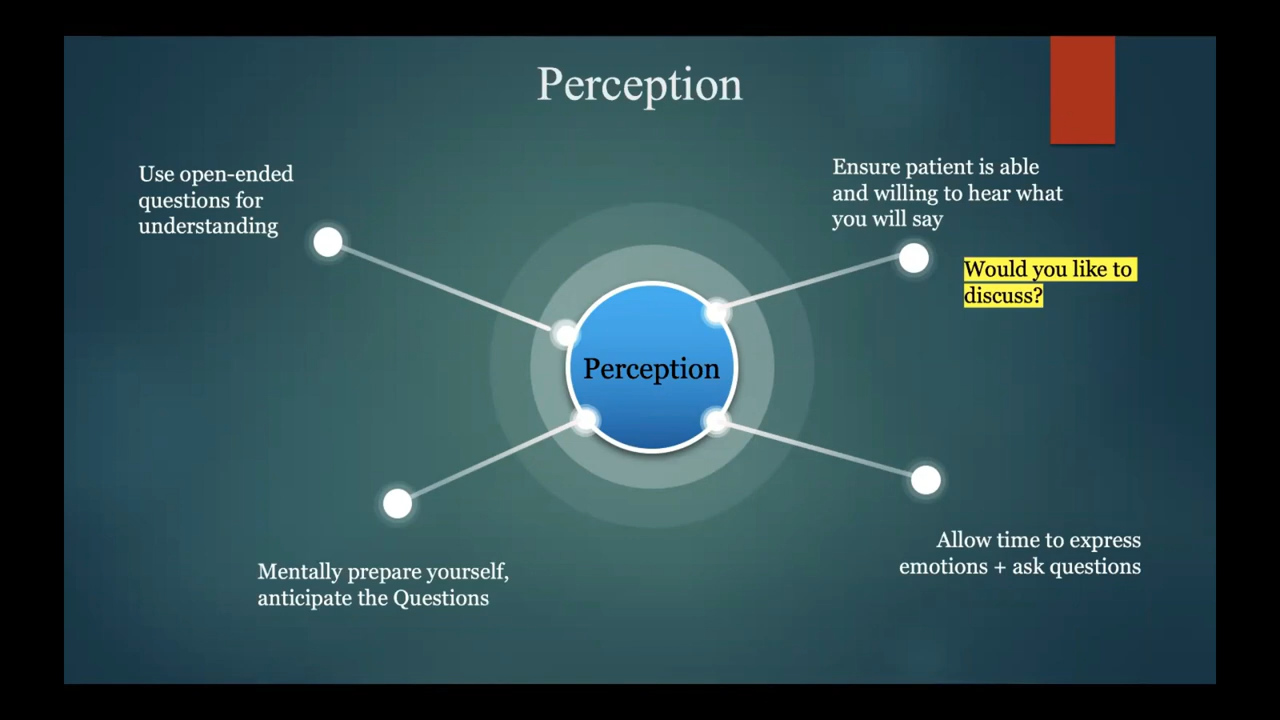 Perception
Use open-ended
questions for
understanding
Ensure patient is able
and willing to hear what
you will say
Would you like to
discuss?
Perception
Mentally prepare yourself,
anticipate the Questions
Allow time to express
emotions + ask questions